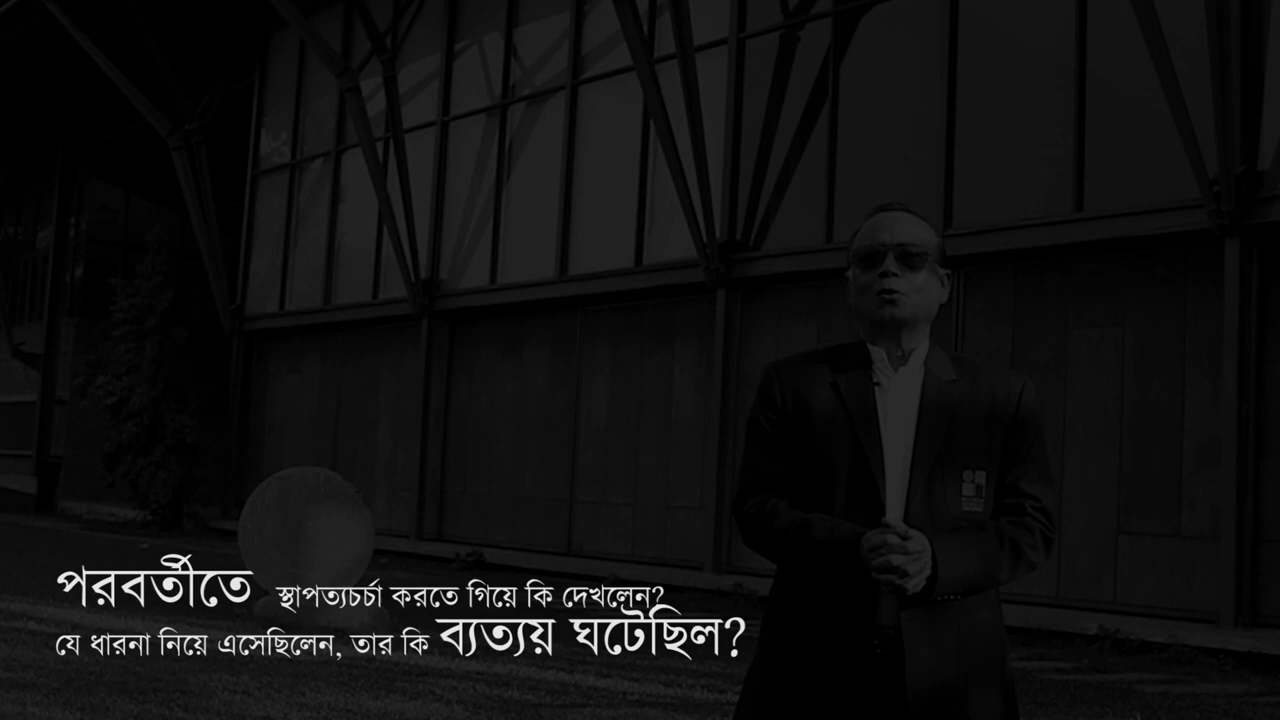 পরবর্তীতে স্থাপত্যচর্চা করতে গিয়ে কি দেখলেন?
যে ধারনা নিয়ে এসেছিলেন, তার কি ব্যত্যয় ঘটেছিল?